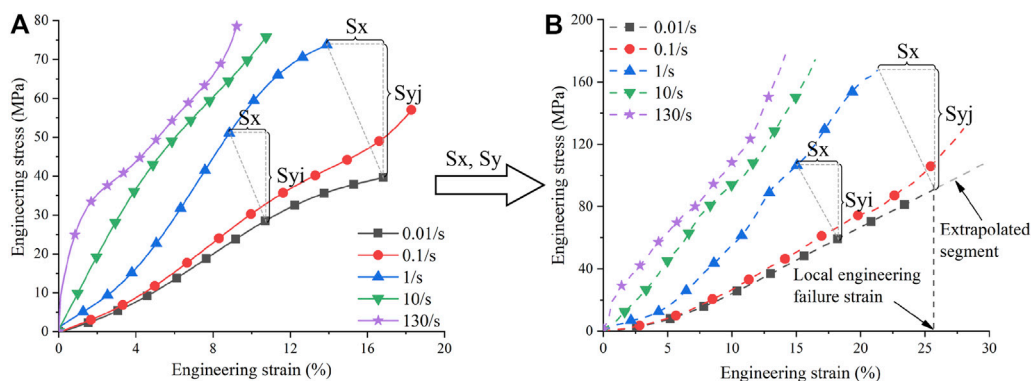 A
Engineering stress (MPa)
80
70
60
50
40
30
20
10
0
0
4
8
12
16
20
Engineering strain (%)
Sx
Syj
Sx
Syi
0.01/s
0.1/s
1/s
10/s
130/s
Sx, Sy
B
Engineering stress (MPa)
200
160
120
80
40
0
0
5
10
15
20
25
30
Engineering strain (%)
0.01/s
0.1/s
1/s
10/s
130/s
Sx
Syj
Sx
Syi
Extrapolated
segment
Local engineering
failure strain